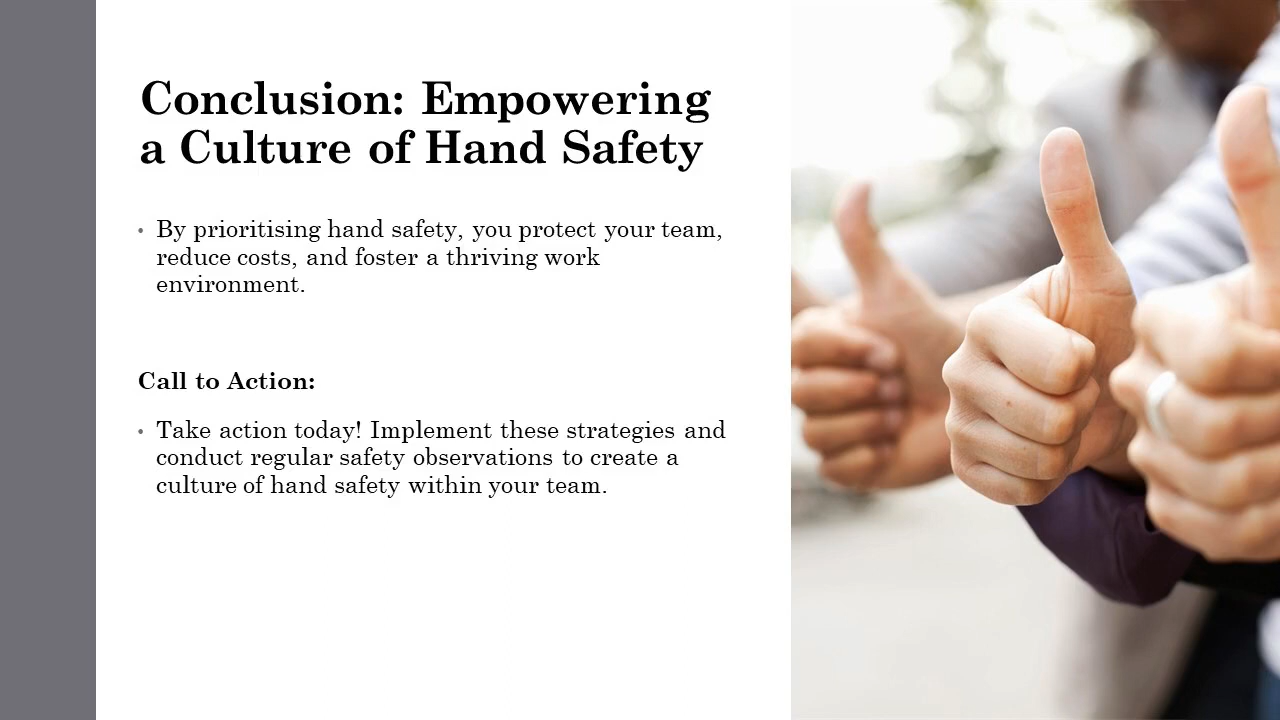 Conclusion: Empowering
a Culture of Hand Safety
• By prioritising hand safety, you protect your team,
reduce costs, and foster a thriving work
environment.
Call to Action:
• Take action today! Implement these strategies and
conduct regular safety observations to create a
culture of hand safety within your team.